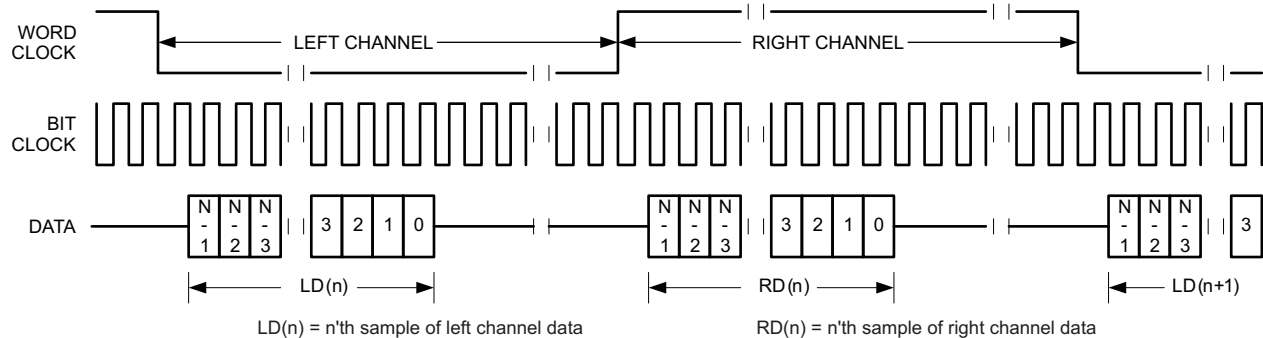 WORD
CLOCK
LEFT CHANNEL
RIGHT CHANNEL
BIT
CLOCK
DATA
N-1 N-2 N-3 3 2 1 0 N-1 N-2 N-3 3 2 1 0 N-1 N-2 N-3 3
LD(n) RD(n) LD(n+1)
LD(n) = n'th sample of left channel data
RD(n) = n'th sample of right channel data